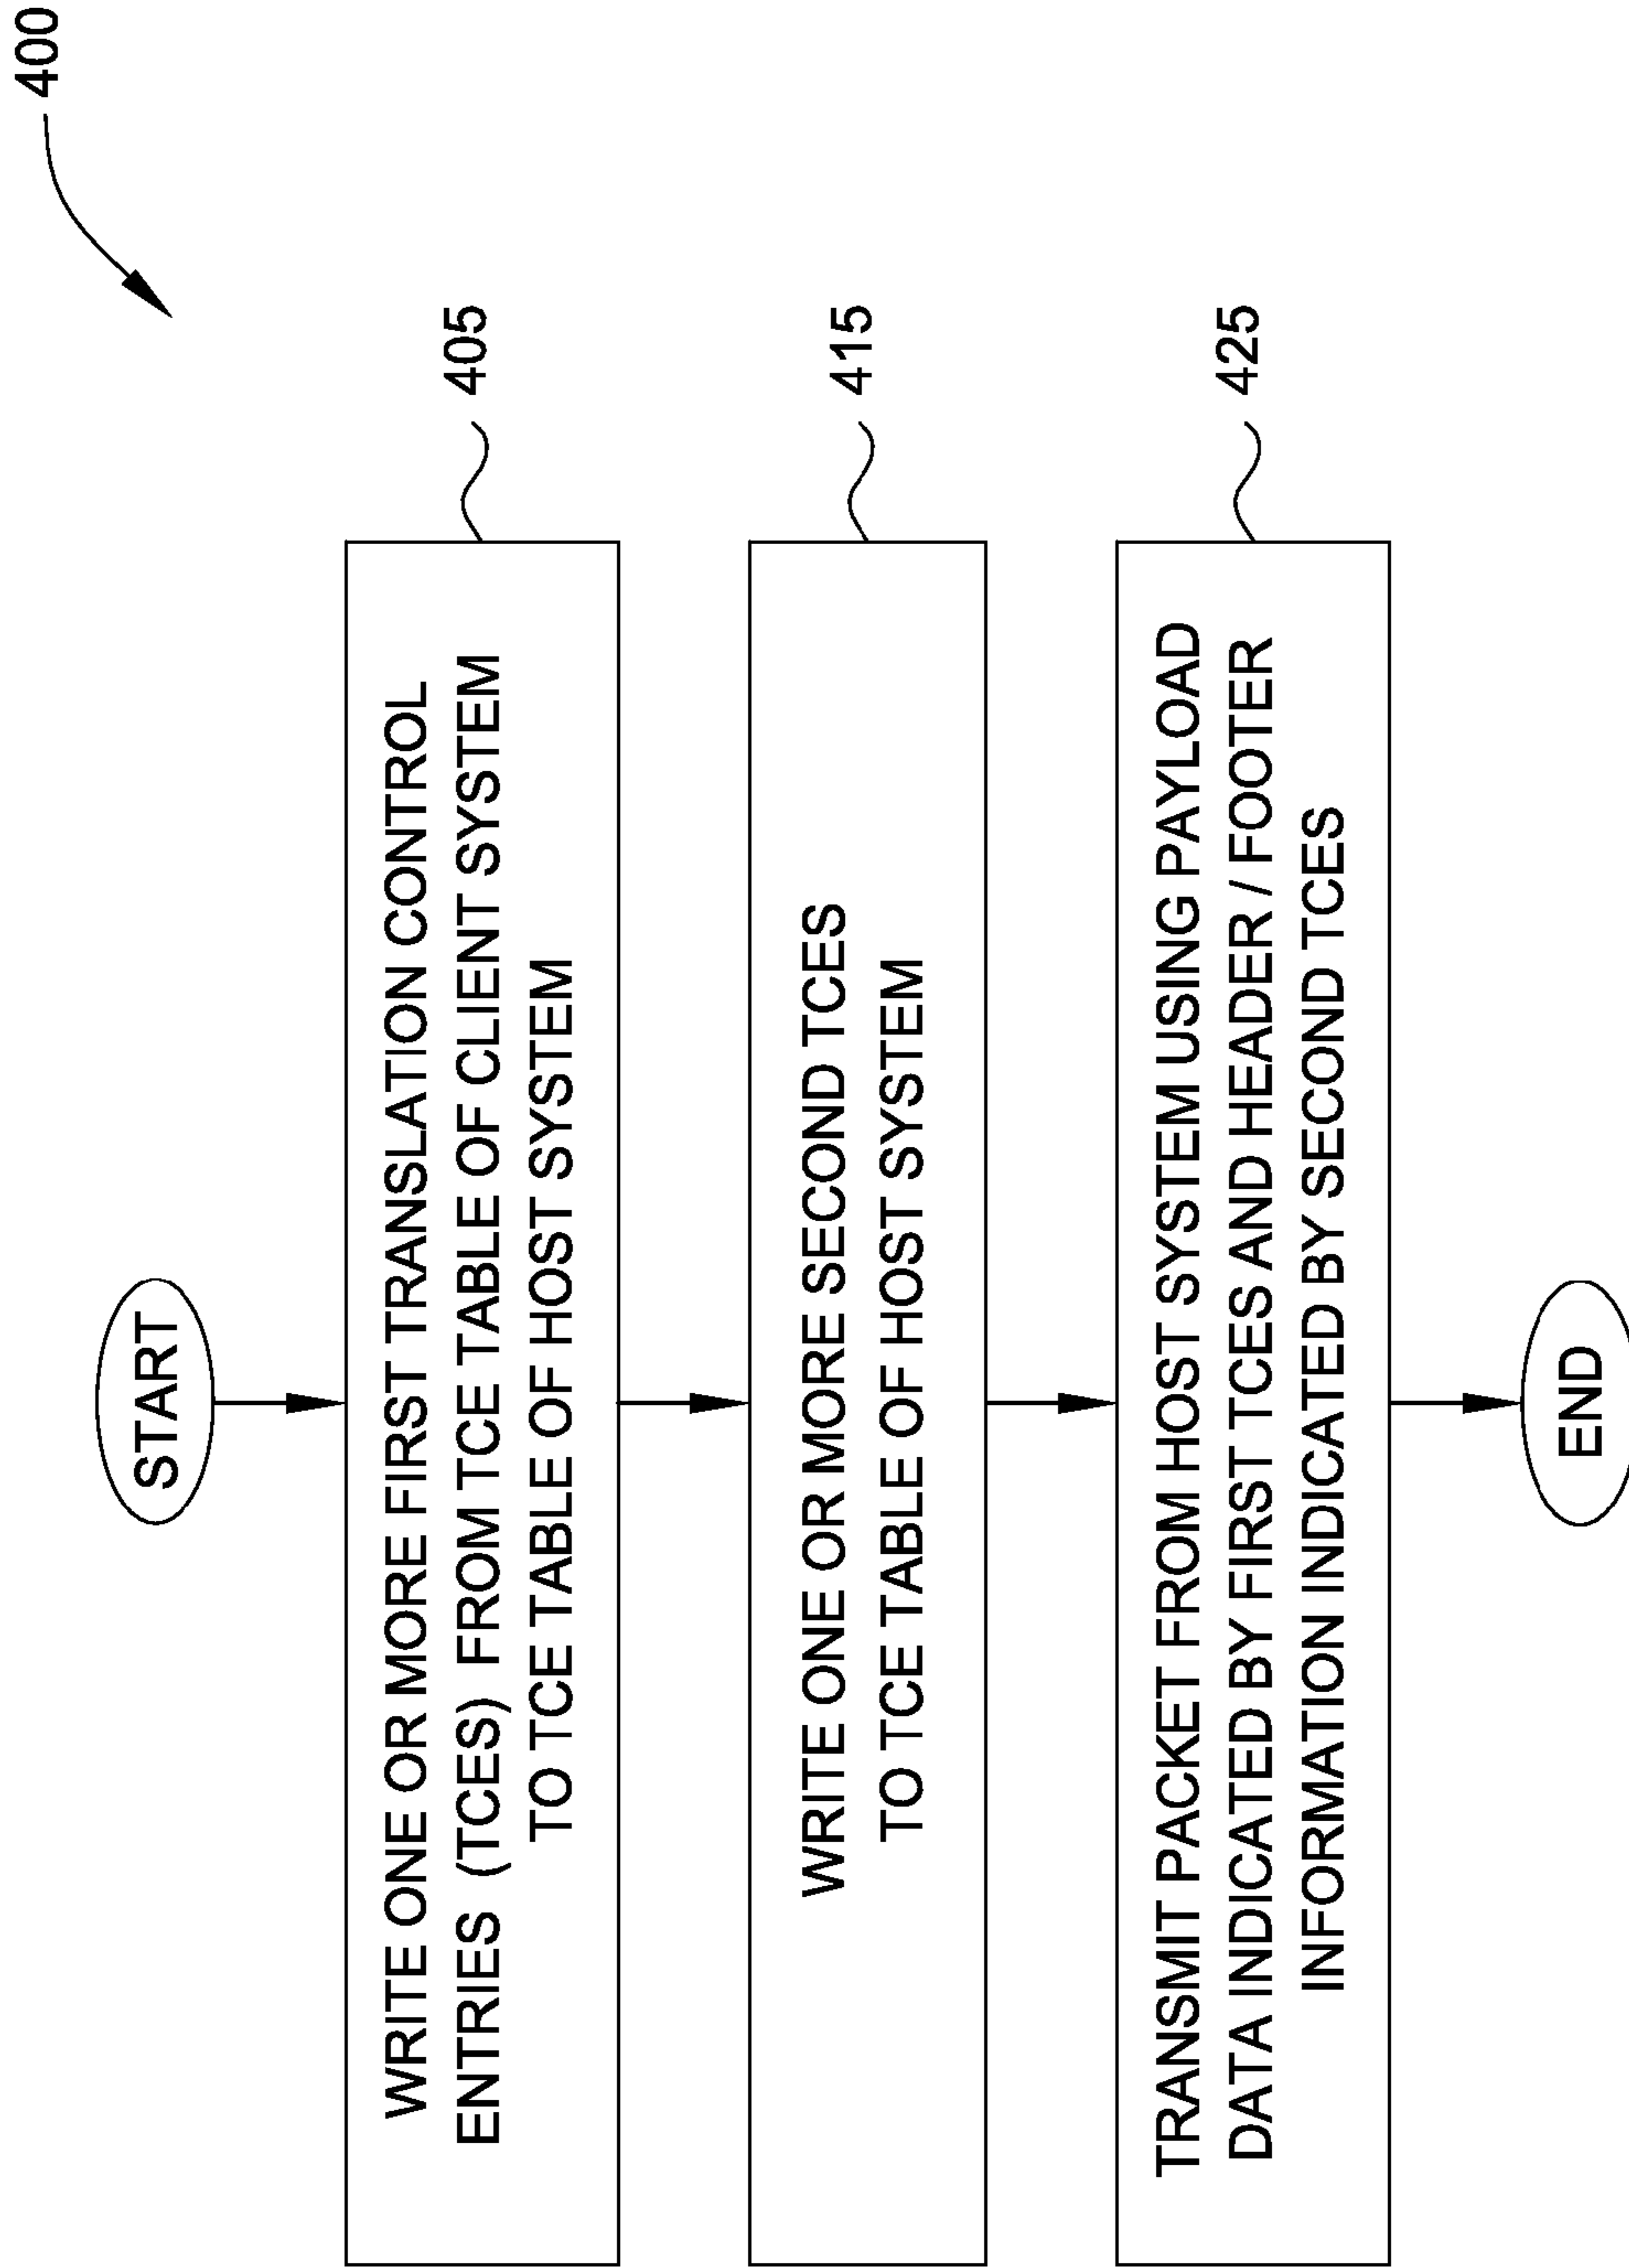 400
START
WRITE ONE OR MORE FIRST TRANSLATION CONTROL
ENTRIES (TCES) FROM TCE TABLE OF CLIENT SYSTEM
TO TCE TABLE OF HOST SYSTEM
405
WRITE ONE OR MORE SECOND TCES
TO TCE TABLE OF HOST SYSTEM
415
TRANSMIT PACKET FROM HOST SYSTEM USING PAYLOAD
DATA INDICATED BY FIRST TCES AND HEADER / FOOTER
INFORMATION INDICATED BY SECOND TCES
425
END